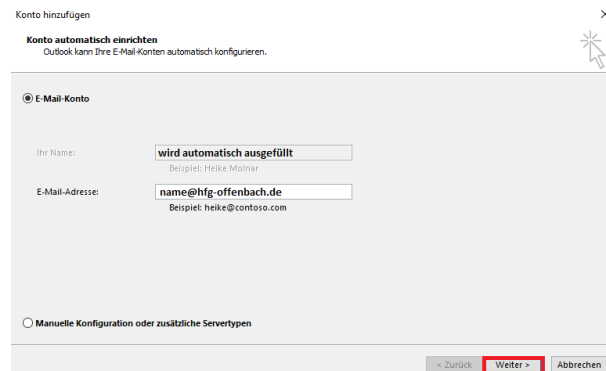 Konto hinzufügen
Konto automatisch einrichten
Outlook kann Ihre E-Mail-Konten automatisch konfigurieren.
E-Mail-Konto
Ihr Name: wird automatisch ausgefüllt
Beispiel: Heike Molnar
E-Mail-Adresse: name@hfg-offenbach.de
Beispiel: heike@contoso.com
Manuelle Konfiguration oder zusätzliche Servertypen
< Zurück Weiter > Abbrechen